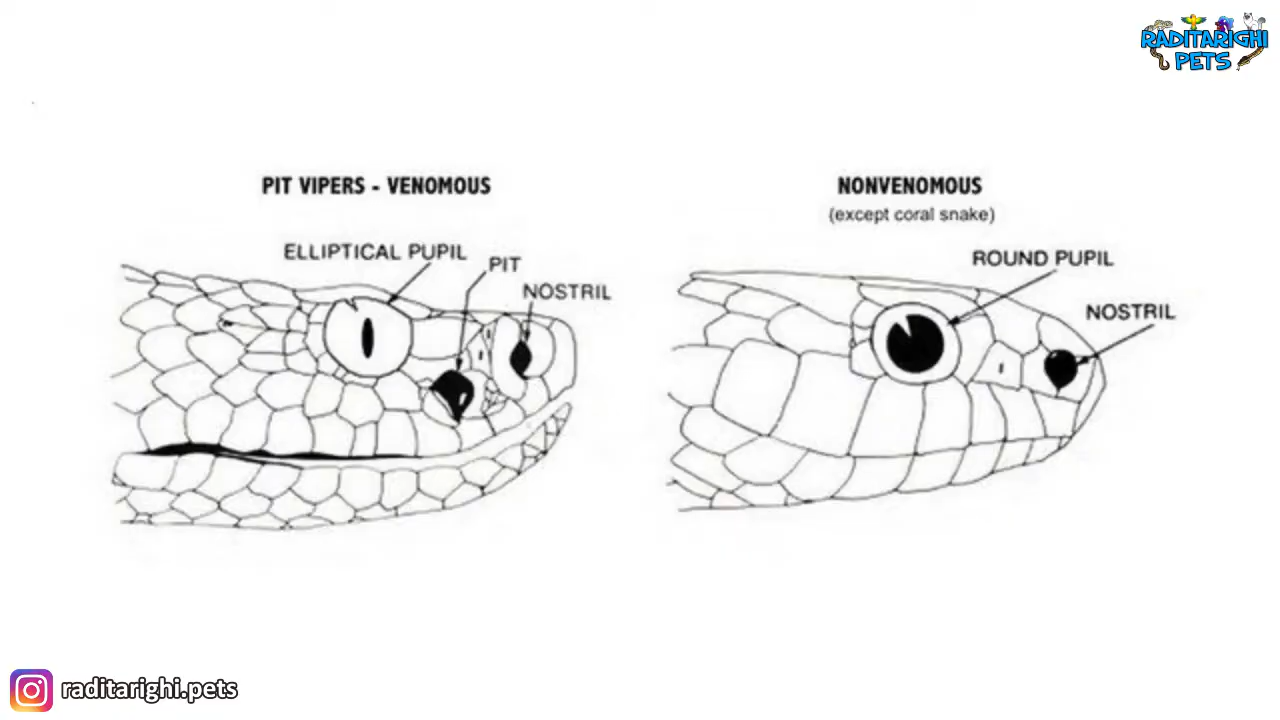 RADITARIGHI
PETS
PIT VIPERS - VENOMOUS
ELLIPTICAL PUPIL
PIT
NOSTRIL
NONVENOMOUS
(except coral snake)
ROUND PUPIL
NOSTRIL
raditarighi.pets